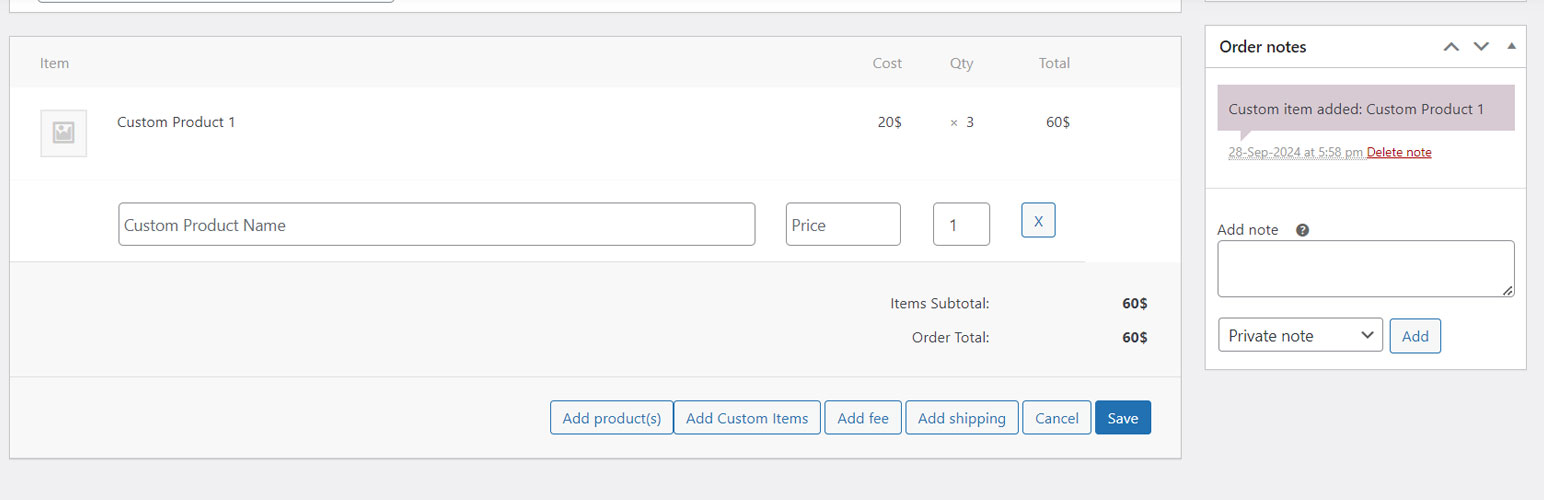 Item Cost Qty Total
Custom Product 1 20$ × 3 60$
Custom Product Name Price 1 X
Items Subtotal: 60$
Order Total: 60$
Add product(s) Add Custom Items Add fee Add shipping Cancel Save
Order notes
Custom item added: Custom Product 1
28-Sep-2024 at 5:58 pm Delete note
Add note ?
Private note Add